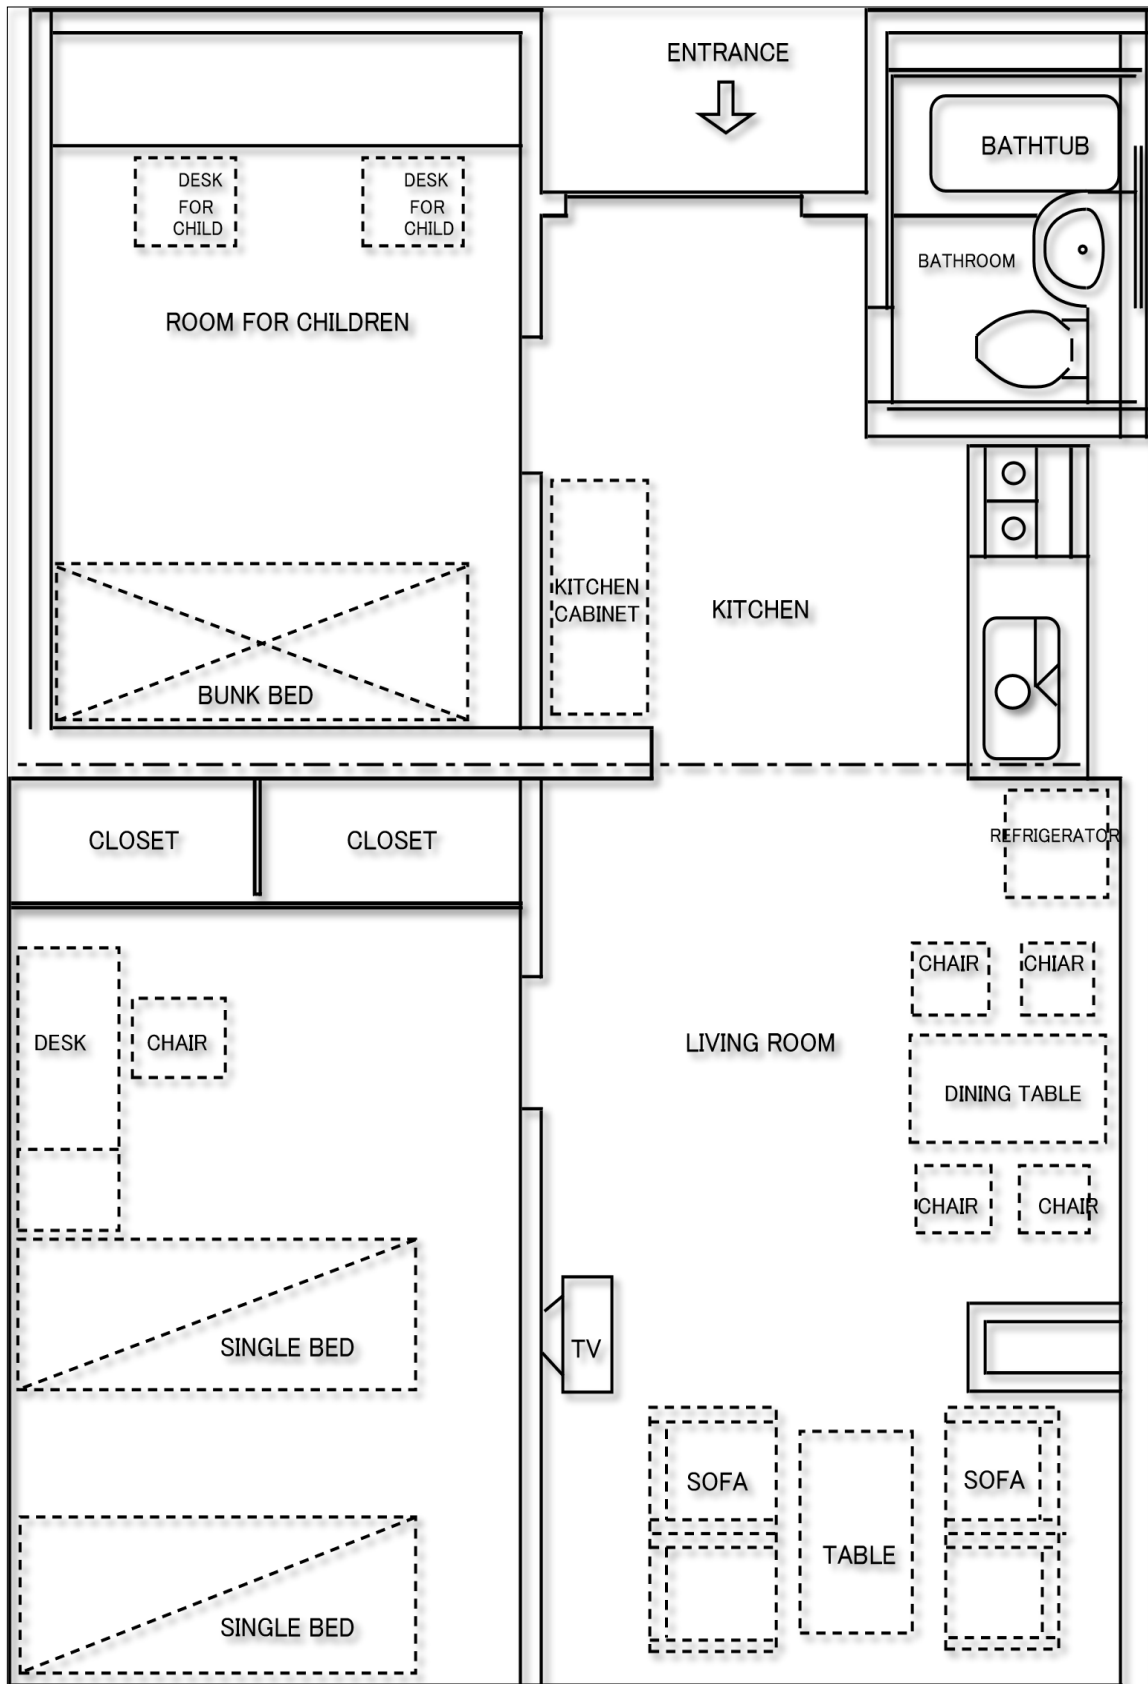 ENTRANCE
BATHTUB
DESK
FOR
CHILD
DESK
FOR
CHILD
BATHROOM
ROOM FOR CHILDREN
KITCHEN
CABINET
KITCHEN
BUNK BED
CLOSET
CLOSET
REFRIGERATOR
CHAIR
CHIAR
DESK
CHAIR
LIVING ROOM
DINING TABLE
CHAIR
CHAIR
SINGLE BED
TV
SOFA
SOFA
TABLE
SINGLE BED